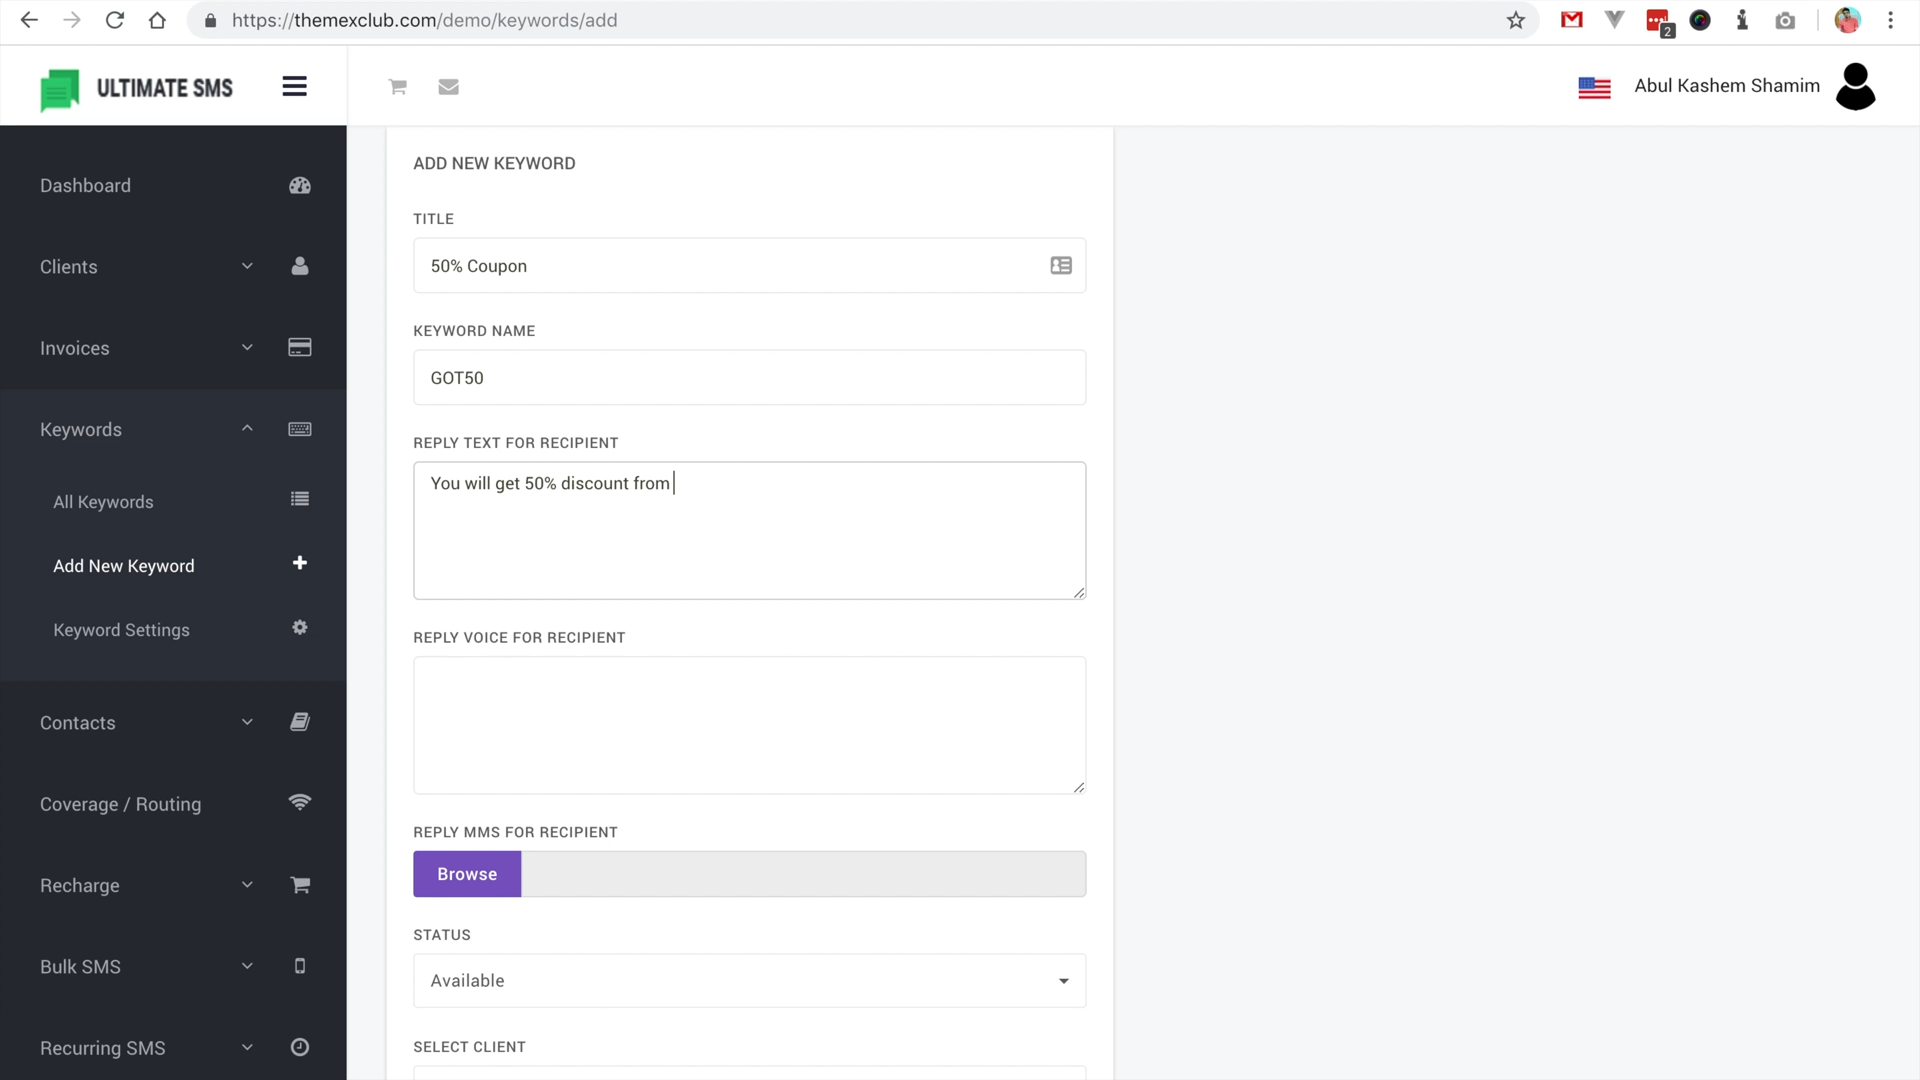 https://themexclub.com/demo/keywords/add
2
ULTIMATE SMS
Abul Kashem Shamim
Dashboard
Clients
Invoices
Keywords
All Keywords
Add New Keyword
Keyword Settings
Contacts
Coverage / Routing
Recharge
Bulk SMS
Recurring SMS
ADD NEW KEYWORD
TITLE
50% Coupon
KEYWORD NAME
GOT50
REPLY TEXT FOR RECIPIENT
You will get 50% discount from
REPLY VOICE FOR RECIPIENT
REPLY MMS FOR RECIPIENT
Browse
STATUS
Available
SELECT CLIENT